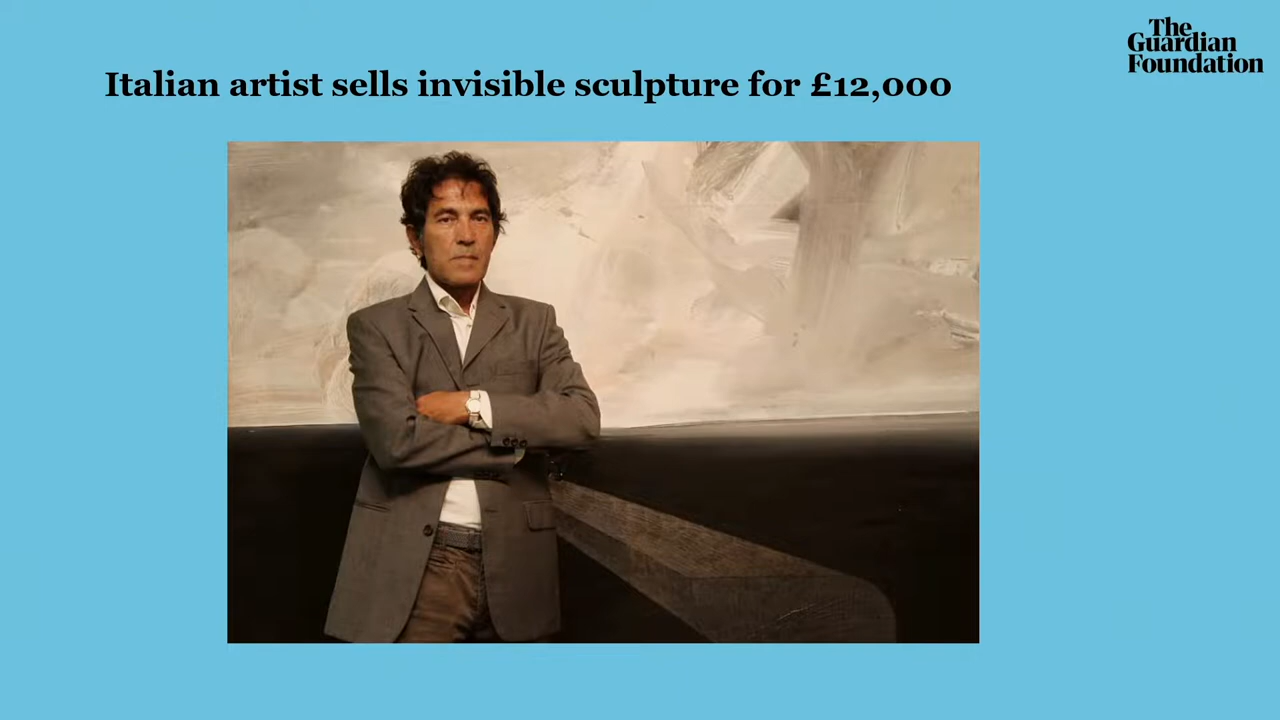 The
Guardian
Foundation
Italian artist sells invisible sculpture for £12,000